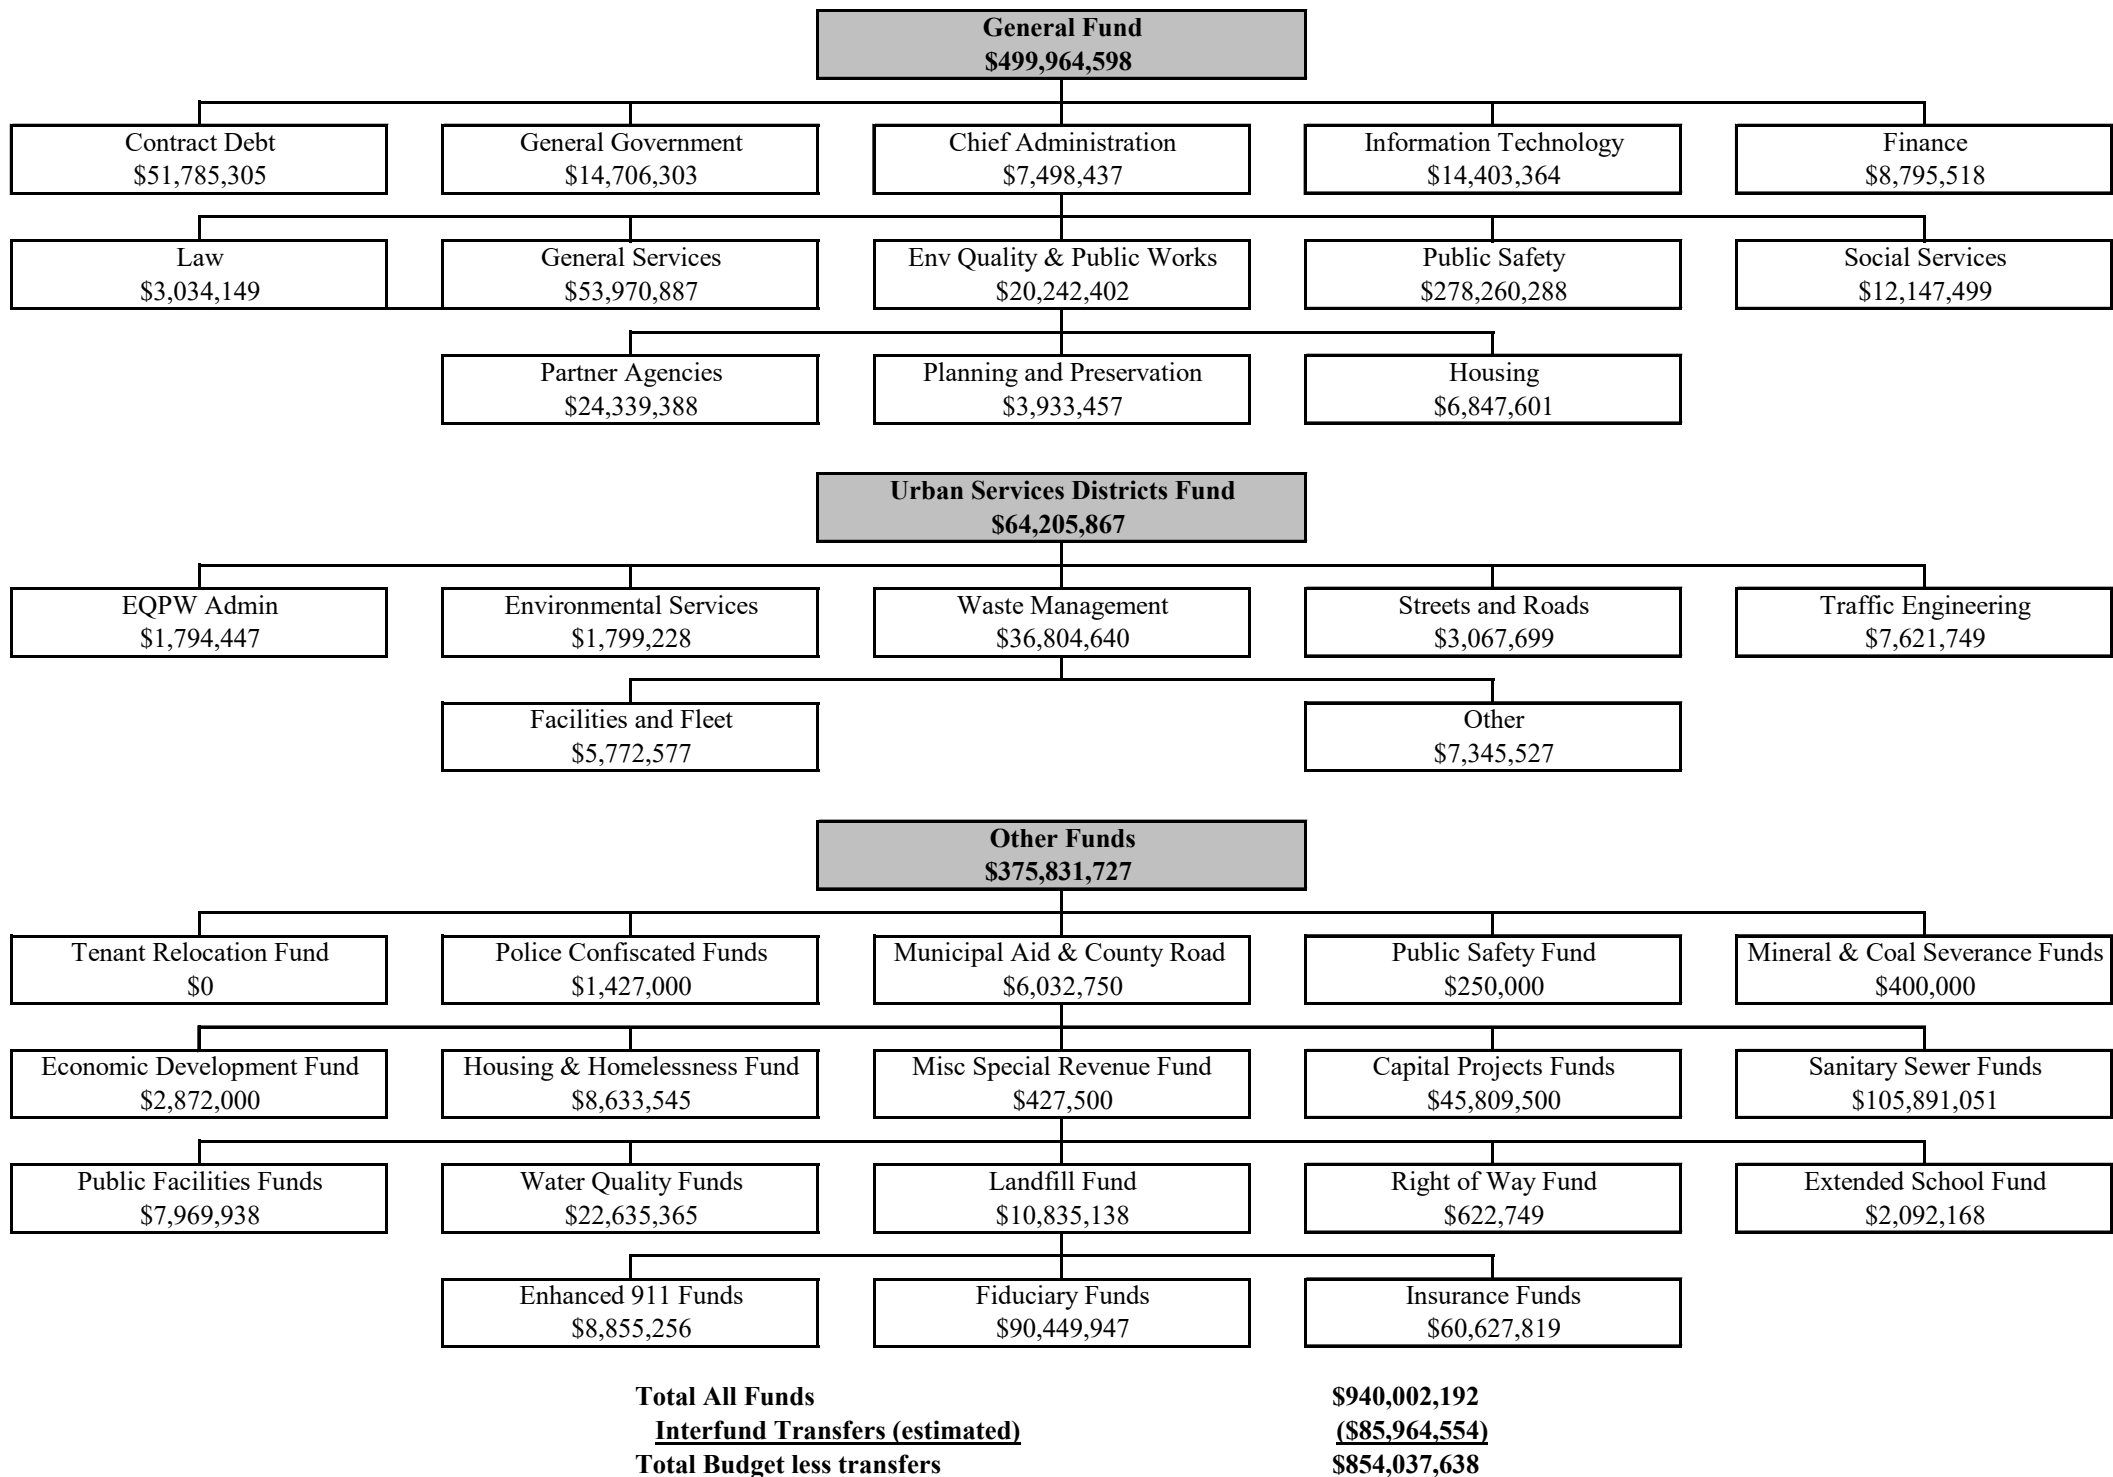 General Fund
$499,964,598
Contract Debt
$51,785,305
General Government
$14,706,303
Chief Administration
$7,498,437
Information Technology
$14,403,364
Finance
$8,795,518
Law
$3,034,149
General Services
$53,970,887
Env Quality & Public Works
$20,242,402
Public Safety
$278,260,288
Social Services
$12,147,499
Partner Agencies
$24,339,388
Planning and Preservation
$3,933,457
Housing
$6,847,601
Urban Services Districts Fund
$64,205,867
EQPW Admin
$1,794,447
Environmental Services
$1,799,228
Waste Management
$36,804,640
Streets and Roads
$3,067,699
Traffic Engineering
$7,621,749
Facilities and Fleet
$5,772,577
Other
$7,345,527
Other Funds
$375,831,727
Tenant Relocation Fund
$0
Police Confiscated Funds
$1,427,000
Municipal Aid & County Road
$6,032,750
Public Safety Fund
$250,000
Mineral & Coal Severance Funds
$400,000
Economic Development Fund
$2,872,000
Housing & Homelessness Fund
$8,633,545
Misc Special Revenue Fund
$427,500
Capital Projects Funds
$45,809,500
Sanitary Sewer Funds
$105,891,051
Public Facilities Funds
$7,969,938
Water Quality Funds
$22,635,365
Landfill Fund
$10,835,138
Right of Way Fund
$622,749
Extended School Fund
$2,092,168
Enhanced 911 Funds
$8,855,256
Fiduciary Funds
$90,449,947
Insurance Funds
$60,627,819
Total All Funds $940,002,192
Interfund Transfers (estimated) ($85,964,554)
Total Budget less transfers $854,037,638